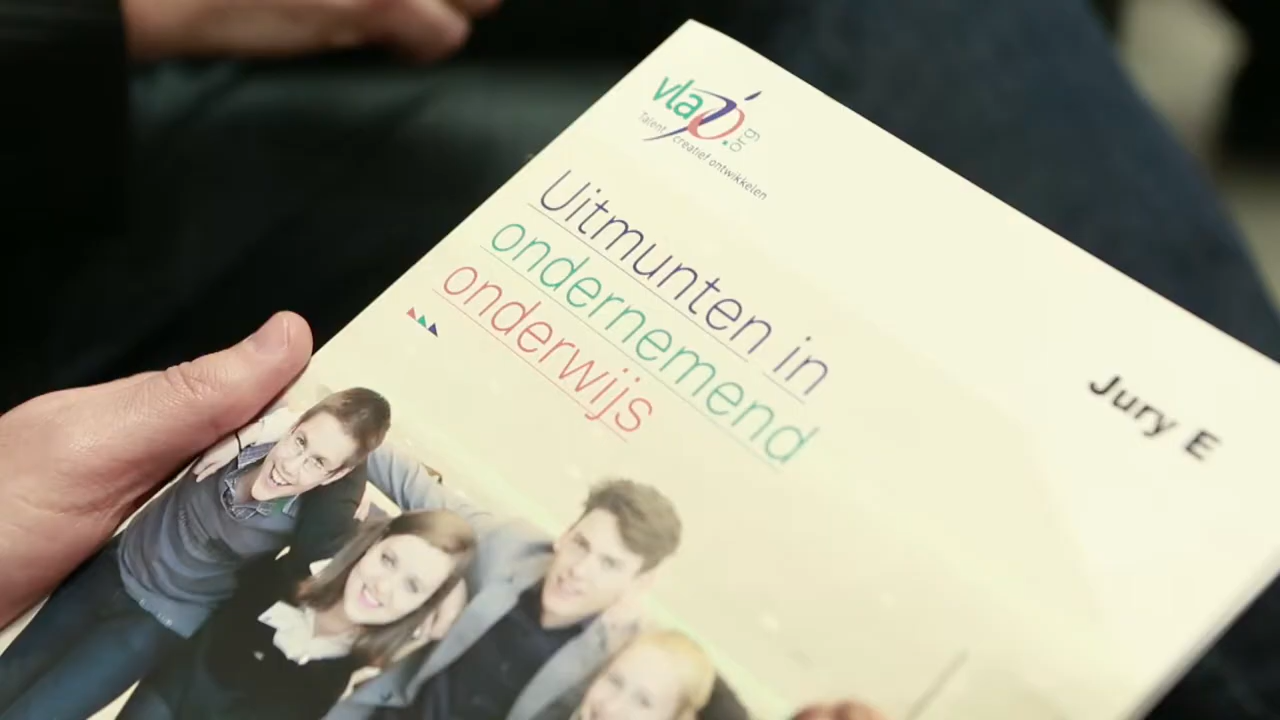 vlajo.org
Talent creatief ontwikkelen
Uitmunten in
ondernemend
onderwijs
Jury E